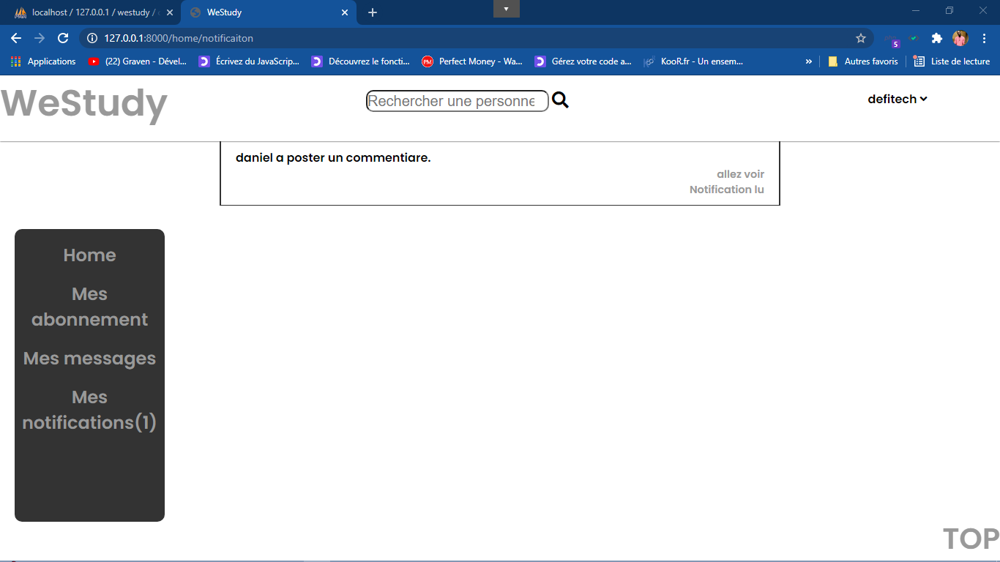 localhost / 127.0.0.1 / westudy /
WeStudy
127.0.0.1:8000/home/notificaiton
5
Applications
(22) Graven - Dével...
Écrivez du JavaScrip...
Découvrez le foncti...
PM
Perfect Money - Wa...
Gérez votre code a...
KooR.fr - Un ensem...
»
Autres favoris
Liste de lecture
WeStudy
Rechercher une personne
defitech
daniel a poster un commentiare.
allez voir
Notification lu
Home
Mes
abonnement
Mes messages
Mes
notifications(1)
TOP